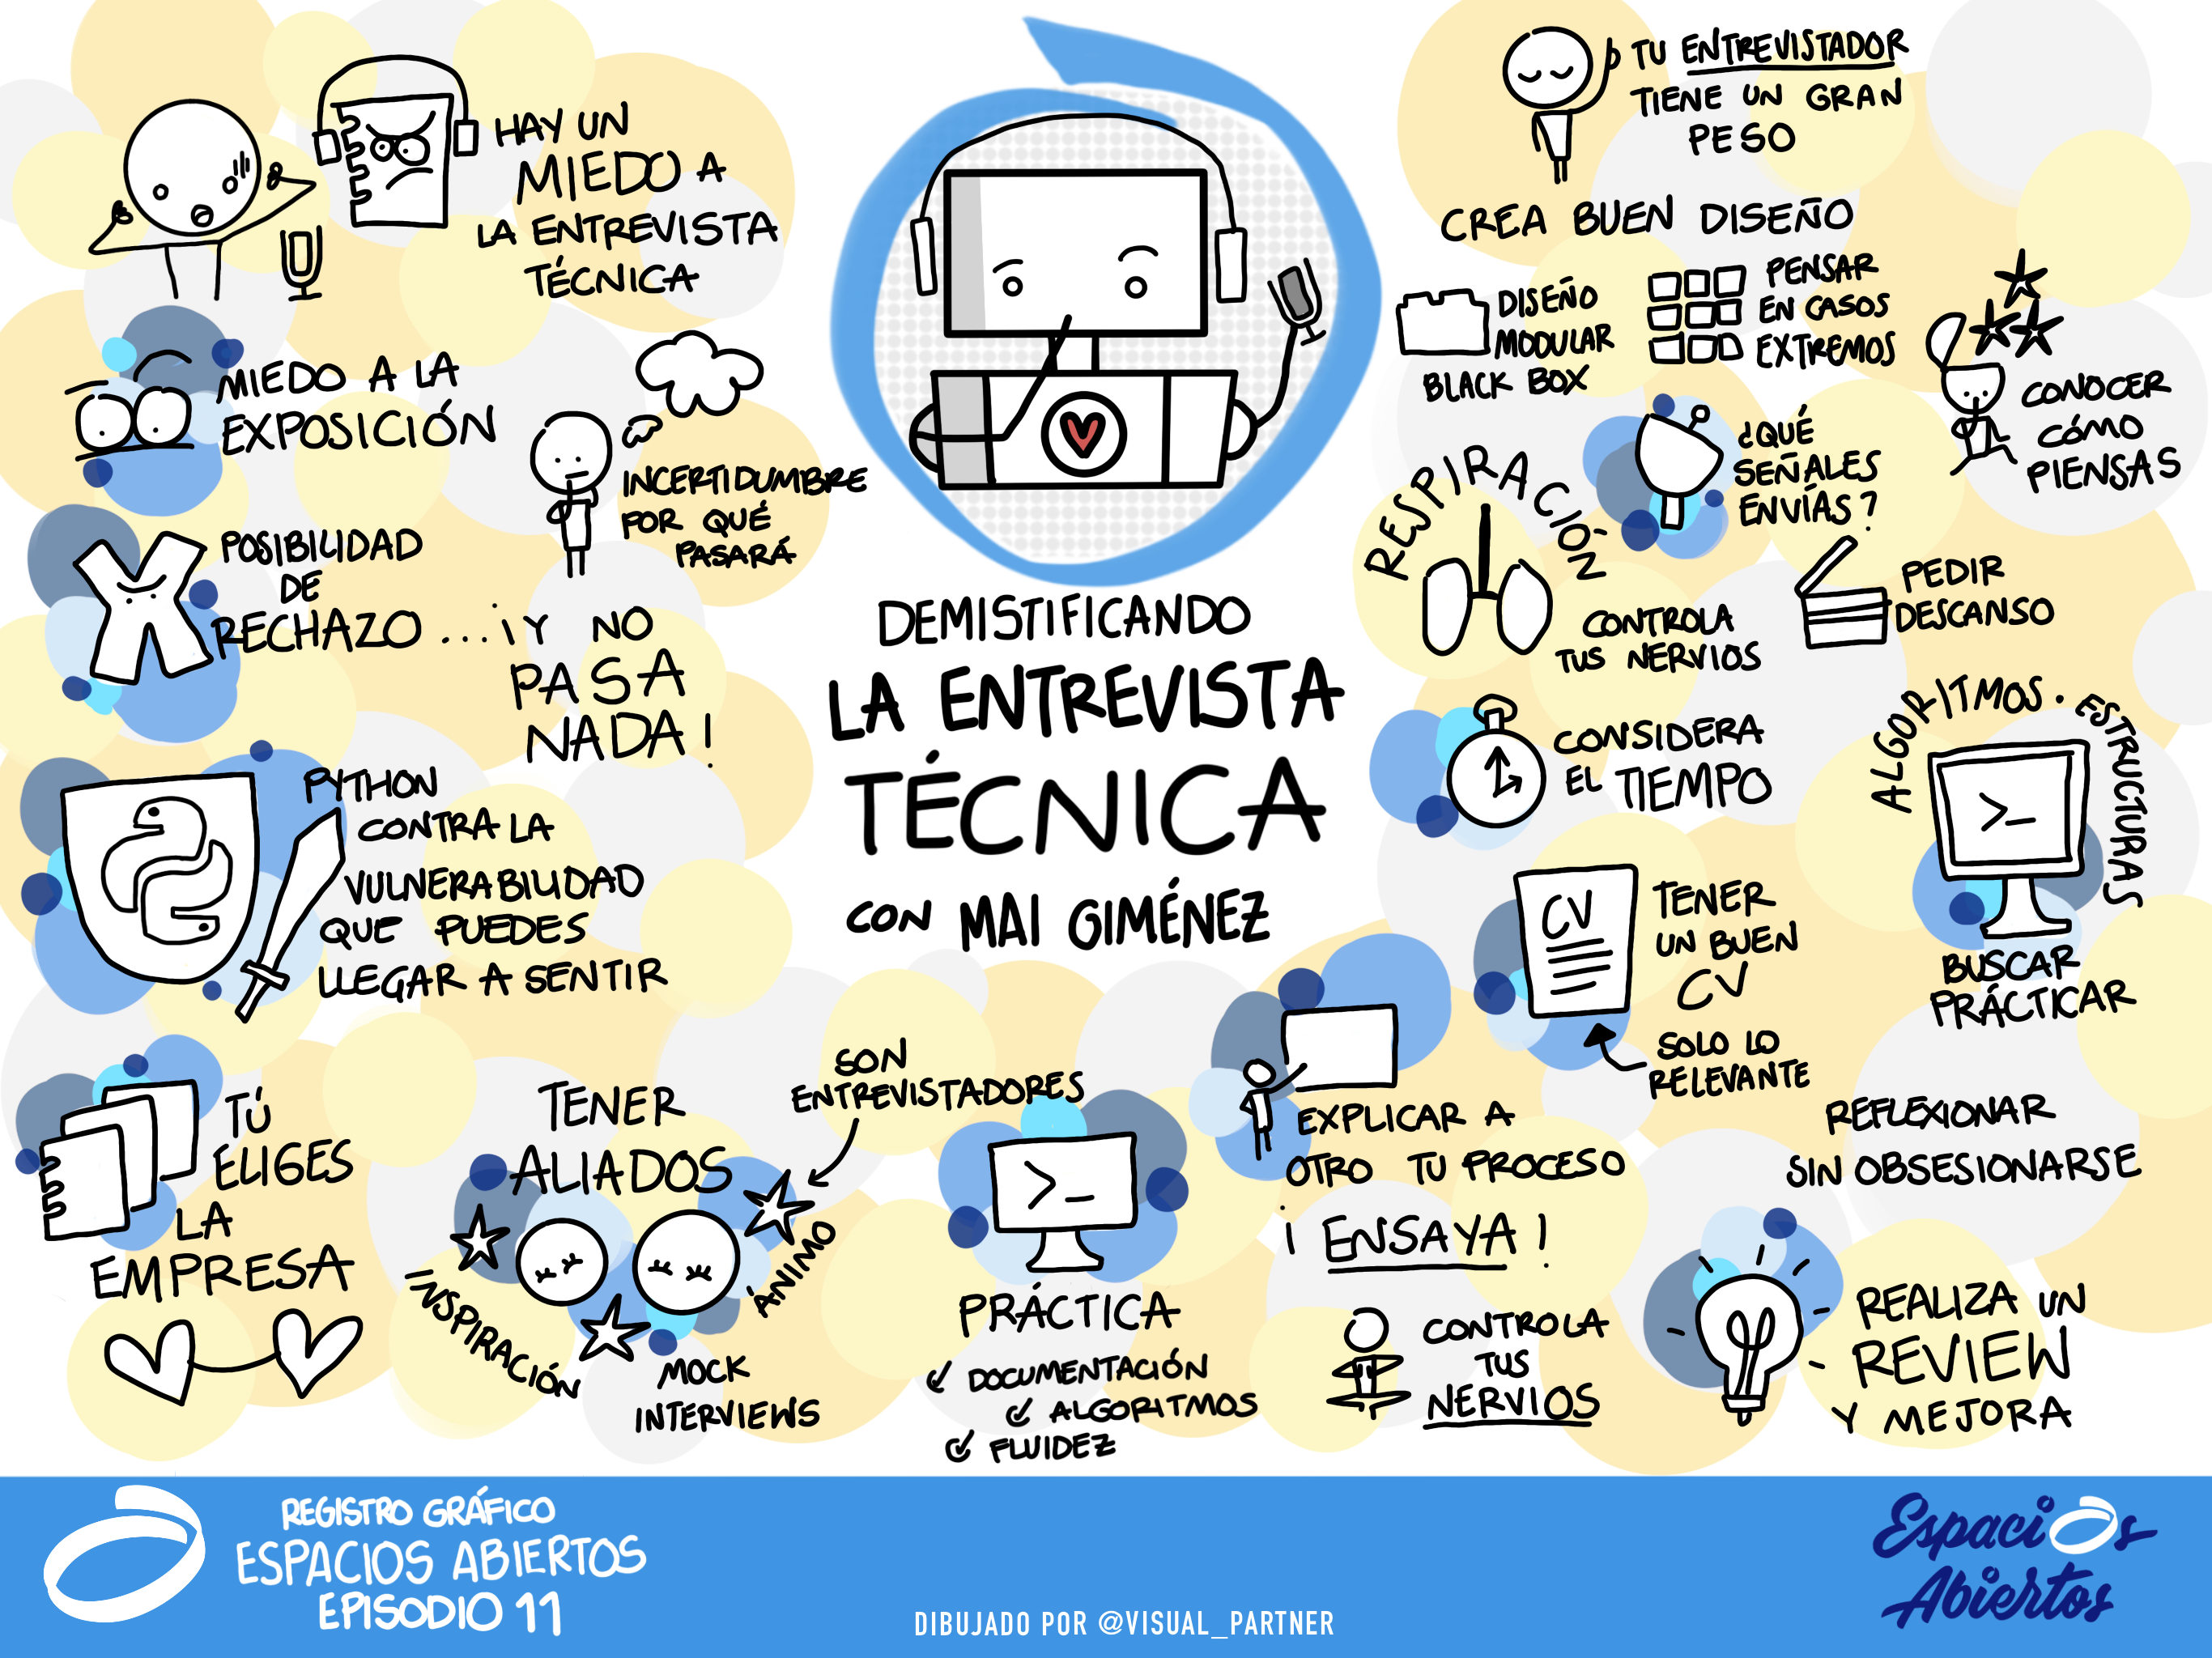 HAY UN
MIEDO A
LA ENTREVISTA
TÉCNICA
MIEDO A LA
EXPOSICIÓN
INCERTIDUMBRE
POR QUÉ
PASARÁ
POSIBILIDAD
DE
RECHAZO... ¡Y NO
PASA
NADA!
PYTHON
CONTRA LA
VULNERABILIDAD
QUE PUEDES
LLEGAR A SENTIR
TÚ
ELIGES
LA
EMPRESA
TENER
ALIADOS
SON
ENTREVISTADORES
INSPIRACIÓN
ÁNIMO
MOCK
INTERVIEWS
DEMISTIFICANDO
LA ENTREVISTA
TÉCNICA
CON MAI GIMÉNEZ
>_
PRÁCTICA
DOCUMENTACIÓN
ALGORITMOS
FLUIDEZ
EXPLICAR A
OTRO TU PROCESO
¡ENSAYA!
CONTROLA
TUS
NERVIOS
TU ENTREVISTADOR
TIENE UN GRAN
PESO
CREA BUEN DISEÑO
DISEÑO
MODULAR
BLACK BOX
PENSAR
EN CASOS
EXTREMOS
CONOCER
CÓMO
PIENSAS
¿QUÉ
SEÑALES
ENVÍAS?
RESPIRACIÓN
CONTROLA
TUS NERVIOS
PEDIR
DESCANSO
CONSIDERA
EL TIEMPO
ALGORITMOS · ESTRUCTURAS
>_
BUSCAR
PRÁCTICAR
CV
TENER
UN BUEN
CV
SOLO LO
RELEVANTE
REFLEXIONAR
SIN OBSESIONARSE
REALIZA UN
REVIEW
Y MEJORA
REGISTRO GRÁFICO
ESPACIOS ABIERTOS
EPISODIO 11
DIBUJADO POR @VISUAL_PARTNER
Espacios
Abiertos